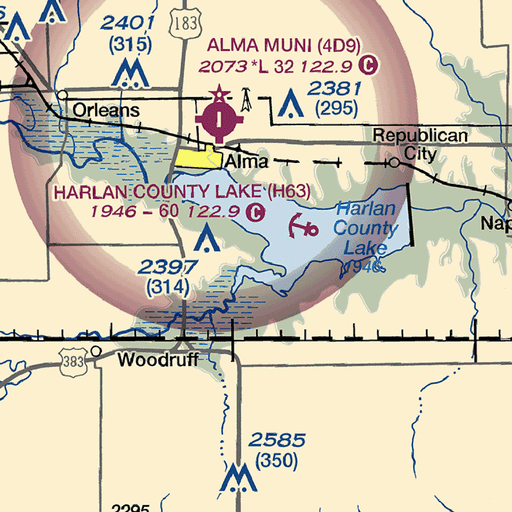 2401
(315)
183
ALMA MUNI (4D9)
2073 *L 32 122.9 C
2381
(295)
Orleans
Republican
City
Alma
HARLAN COUNTY LAKE (H63)
1946 – 60 122.9 C
Harlan
County
Lake
1946
Nap
2397
(314)
383
Woodruff
2585
(350)
2295